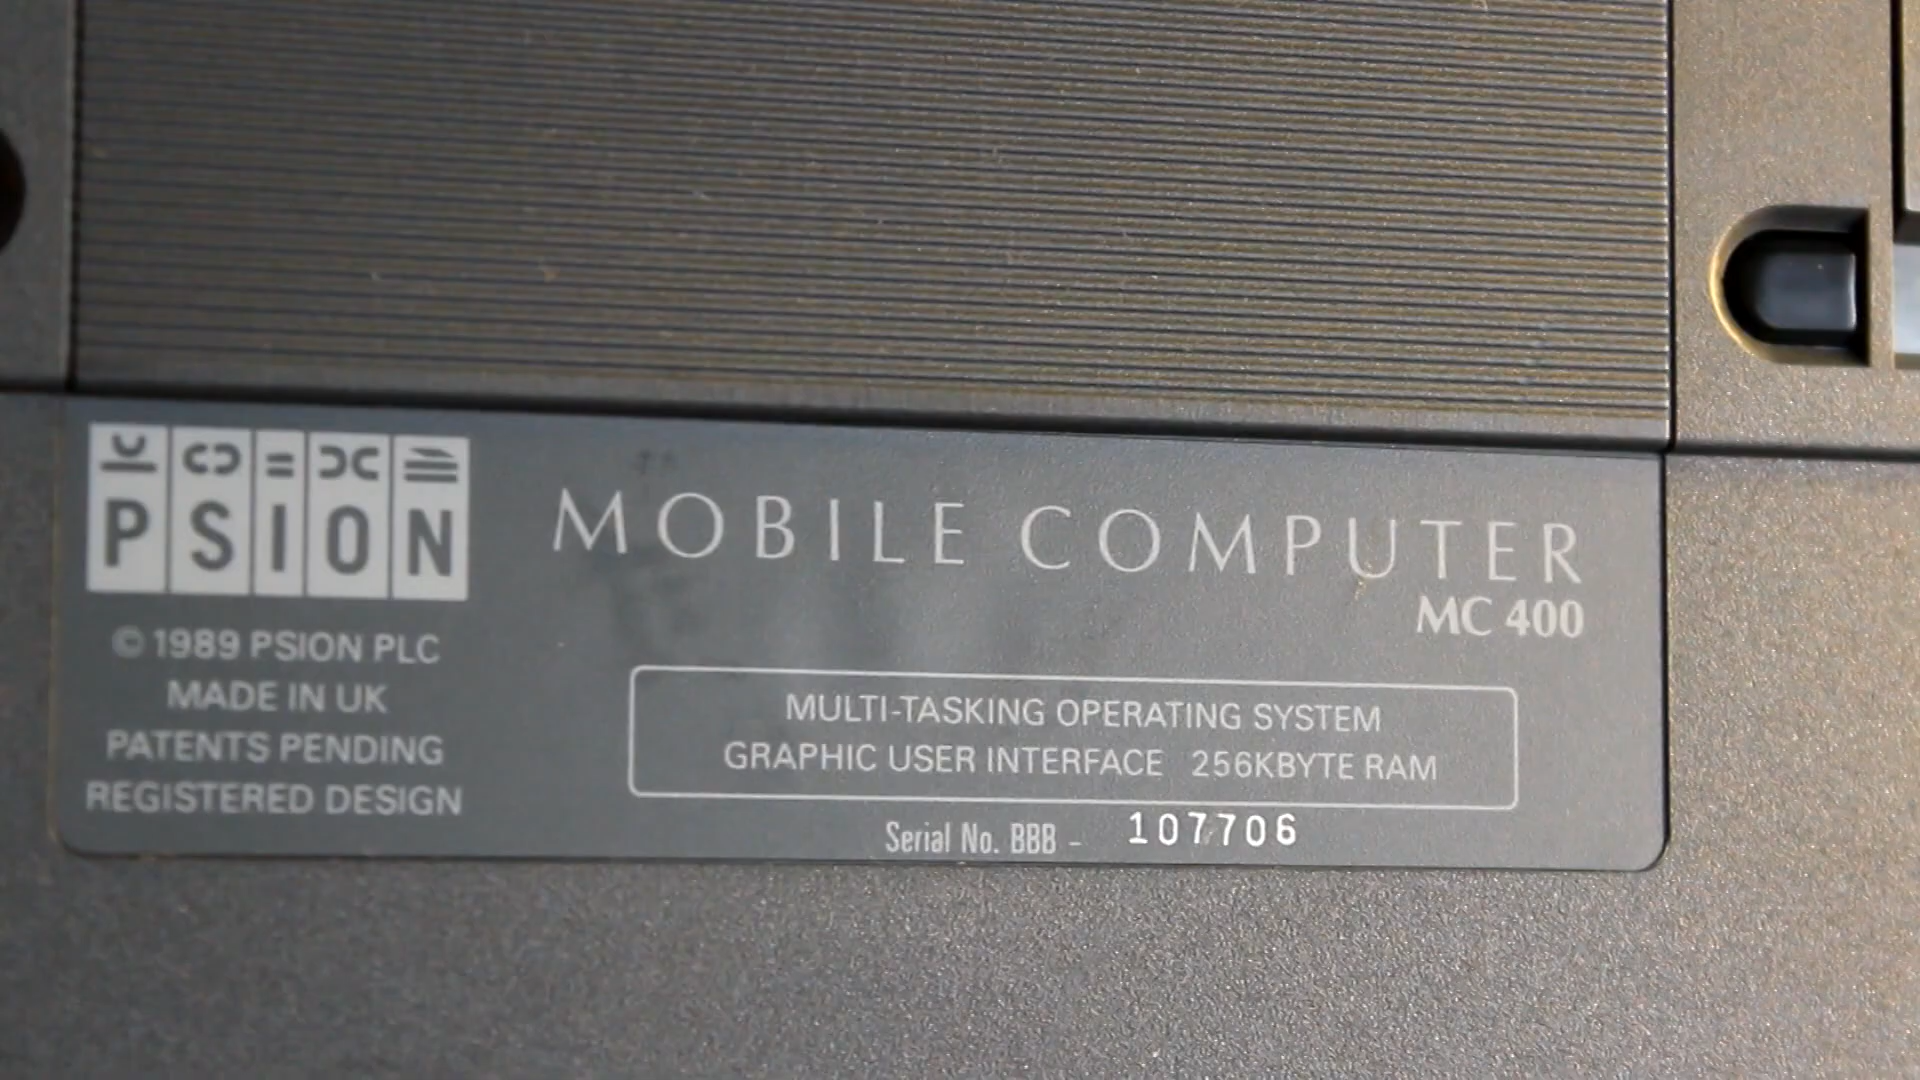 PSION
MOBILE COMPUTER
MC 400
© 1989 PSION PLC
MADE IN UK
PATENTS PENDING
REGISTERED DESIGN
MULTI-TASKING OPERATING SYSTEM
GRAPHIC USER INTERFACE 256KBYTE RAM
Serial No. BBB - 107706